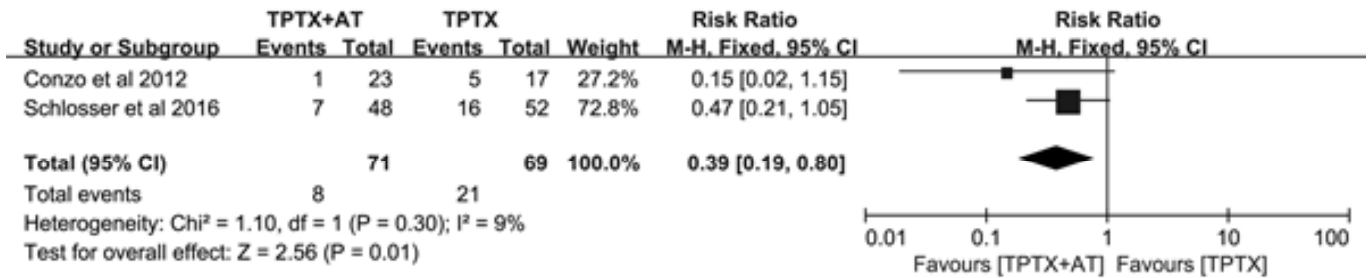 TPTX+AT TPTX Risk Ratio Risk Ratio
Study or Subgroup Events Total Events Total Weight M-H, Fixed, 95% CI M-H, Fixed, 95% CI
Conzo et al 2012 1 23 5 17 27.2% 0.15 [0.02, 1.15]
Schlosser et al 2016 7 48 16 52 72.8% 0.47 [0.21, 1.05]
Total (95% CI) 71 69 100.0% 0.39 [0.19, 0.80]
Total events 8 21
Heterogeneity: Chi² = 1.10, df = 1 (P = 0.30); I² = 9%
Test for overall effect: Z = 2.56 (P = 0.01)
0.01 0.1 1 10 100
Favours [TPTX+AT] Favours [TPTX]